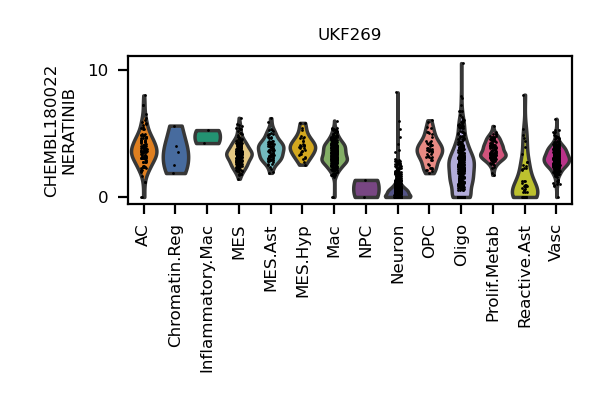 UKF269
CHEMBL180022
NERATINIB
10
0
AC
Chromatin.Reg
Inflammatory.Mac
MES
MES.Ast
MES.Hyp
Mac
NPC
Neuron
OPC
Oligo
Prolif.Metab
Reactive.Ast
Vasc